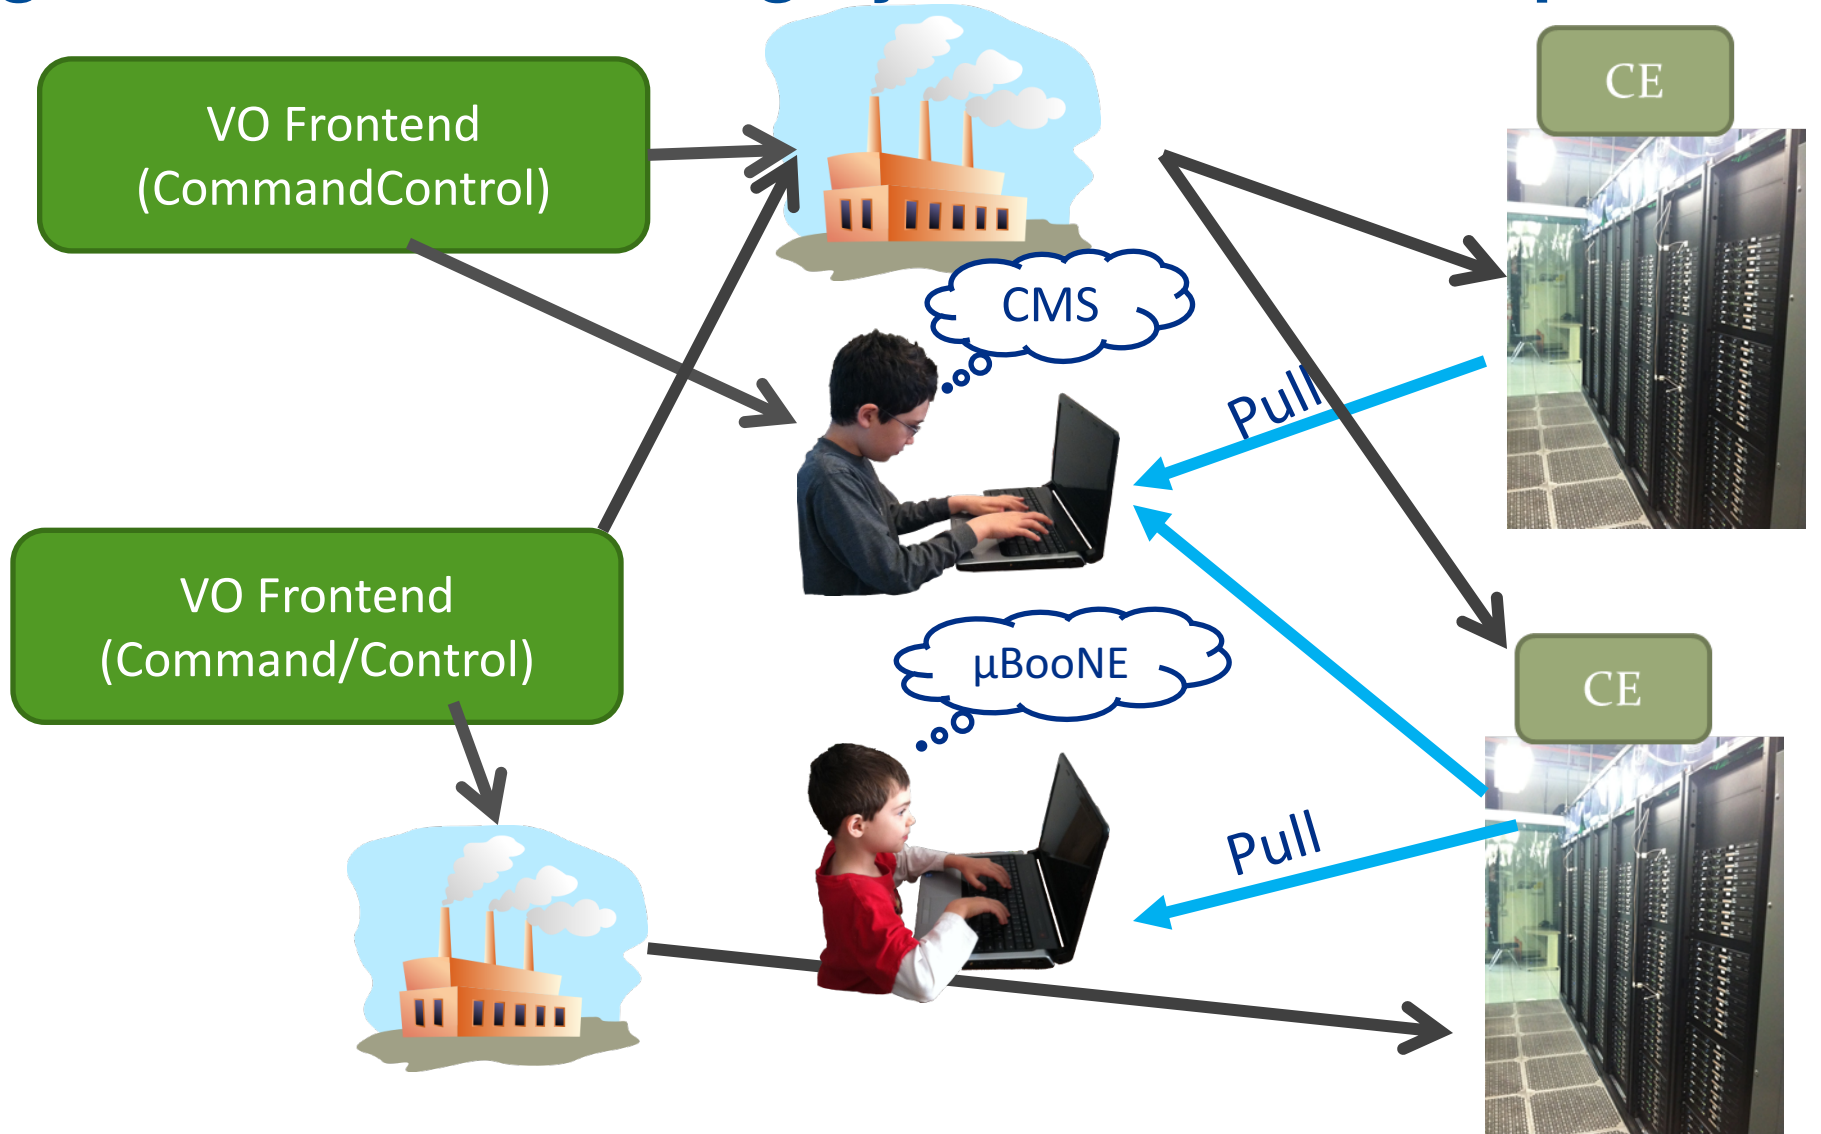 VO Frontend
(CommandControl)
CE
CMS
Pull
VO Frontend
(Command/Control)
µBooNE
CE
Pull